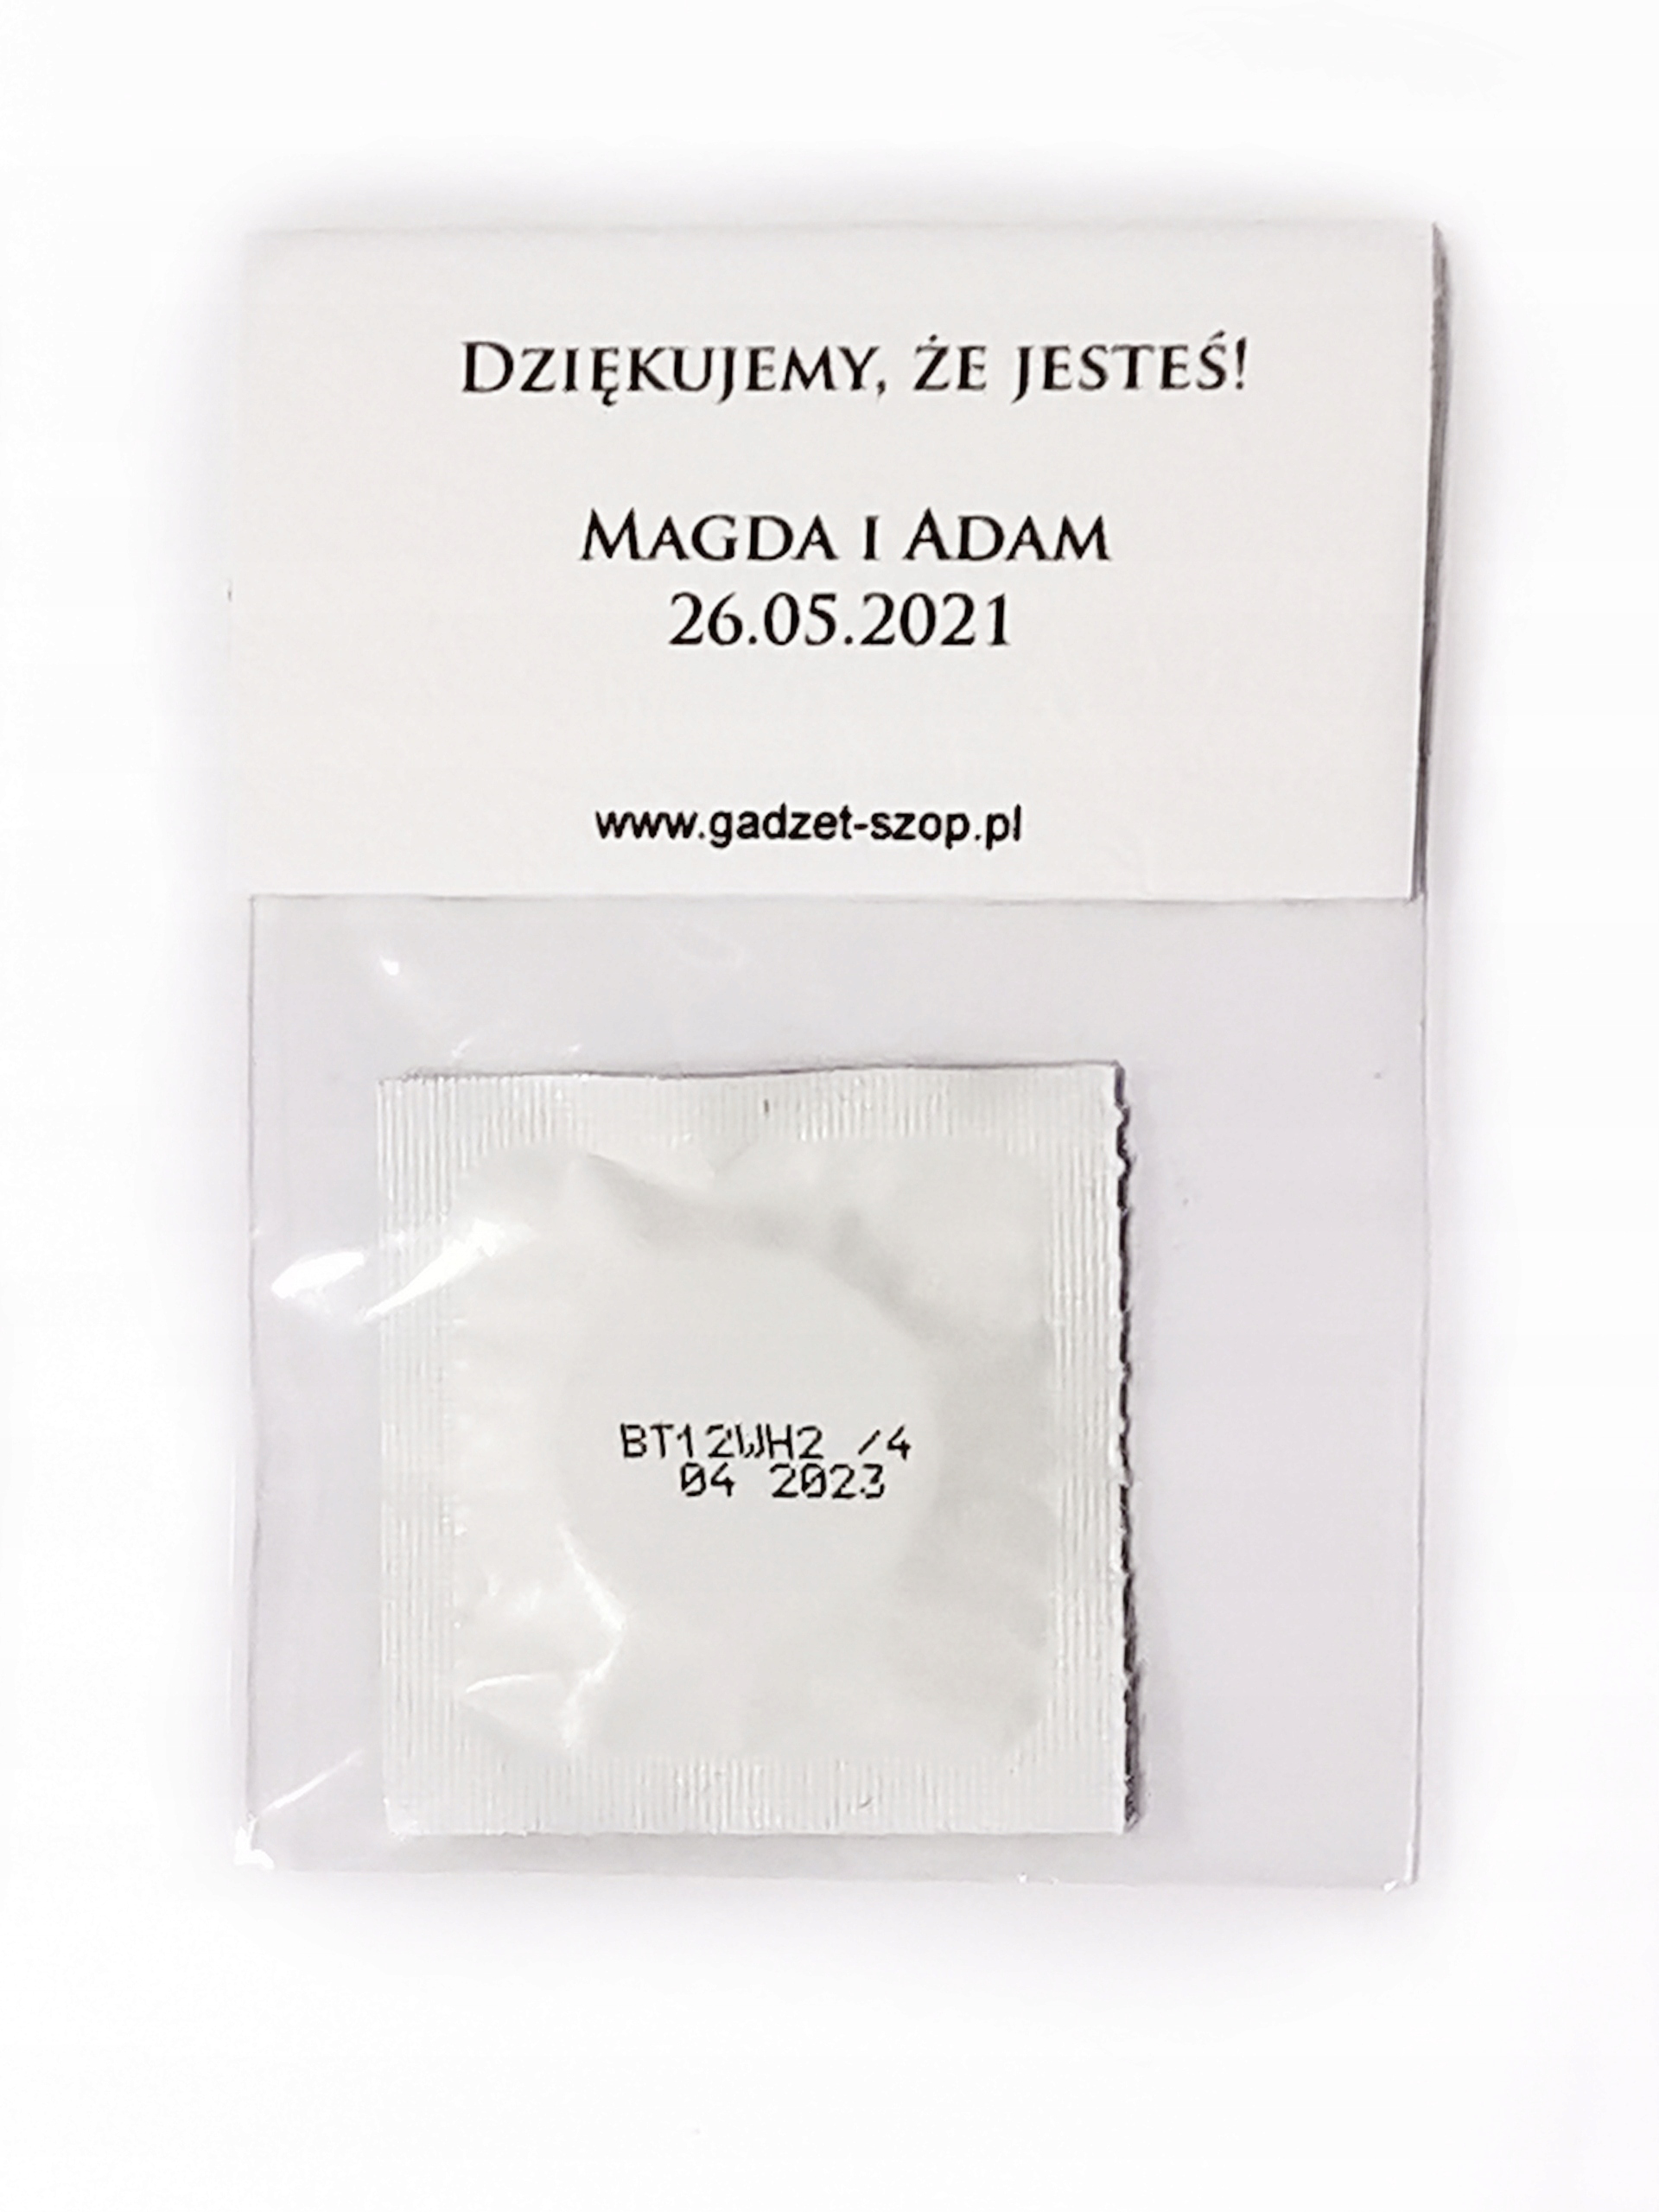 DZIĘKUJEMY, ŻE JESTEŚ!
MAGDA I ADAM
26.05.2021
www.gadzet-szop.pl
BT12WH2 /4
04 2023